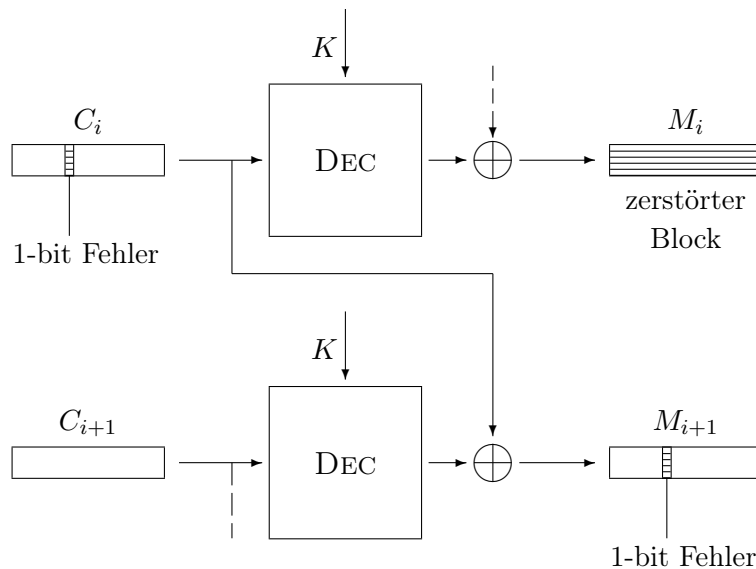 K
C_i
DEC
M_i
zerstörter
Block
1-bit Fehler
K
C_{i+1}
DEC
M_{i+1}
1-bit Fehler